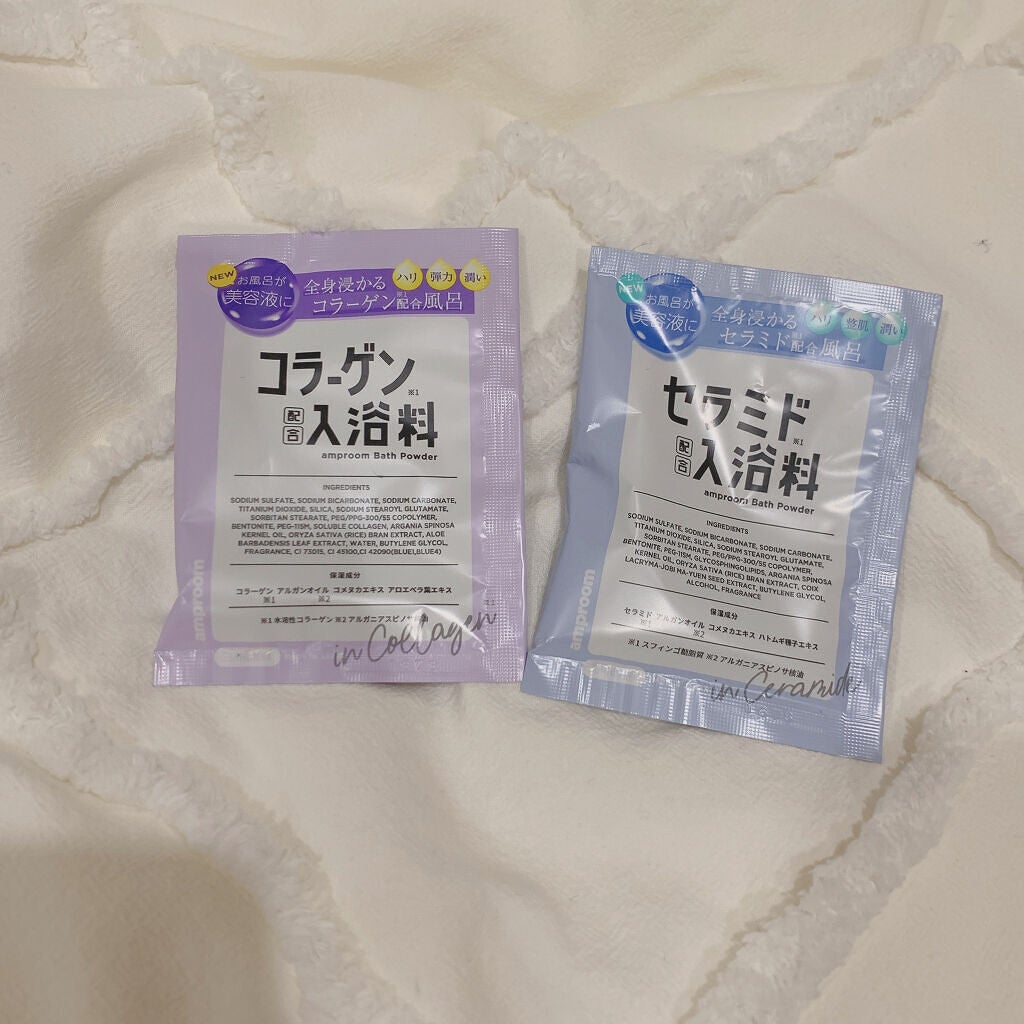 NEW
お風呂が
美容液に
全身浸かる
コラーゲン※1配合風呂
ハリ 弾力 潤い
コラーゲン※1
配合 入浴料
amproom Bath Powder
INGREDIENTS
SODIUM SULFATE, SODIUM BICARBONATE, SODIUM CARBONATE,
TITANIUM DIOXIDE, SILICA, SODIUM STEAROYL GLUTAMATE,
SORBITAN STEARATE, PEG/PPG-300/55 COPOLYMER,
BENTONITE, PEG-115M, SOLUBLE COLLAGEN, ARGANIA SPINOSA
KERNEL OIL, ORYZA SATIVA (RICE) BRAN EXTRACT, ALOE
BARBADENSIS LEAF EXTRACT, WATER, BUTYLENE GLYCOL,
FRAGRANCE, CI 73015, CI 45100,CI 42090(BLUE1,BLUE4)
保湿成分
コラーゲン アルガンオイル コメヌカエキス アロエベラ葉エキス
※1 ※2
※1 水溶性コラーゲン ※2 アルガニアスピノサ核油
in Collagen
amproom
NEW
お風呂が
美容液に
全身浸かる
セラミド※1配合風呂
ハリ 整肌 潤い
セラミド※1
配合 入浴料
amproom Bath Powder
INGREDIENTS
SODIUM SULFATE, SODIUM BICARBONATE, SODIUM CARBONATE,
TITANIUM DIOXIDE, SILICA, SODIUM STEAROYL GLUTAMATE,
SORBITAN STEARATE, PEG/PPG-300/55 COPOLYMER,
BENTONITE, PEG-115M, GLYCOSPHINGOLIPIDS, ARGANIA SPINOSA
KERNEL OIL, ORYZA SATIVA (RICE) BRAN EXTRACT, COIX
LACRYMA-JOBI MA-YUEN SEED EXTRACT, BUTYLENE GLYCOL,
ALCOHOL, FRAGRANCE
保湿成分
セラミド アルガンオイル コメヌカエキス ハトムギ種子エキス
※1 ※2
※1 スフィンゴ糖脂質 ※2 アルガニアスピノサ核油
in Ceramide
amproom